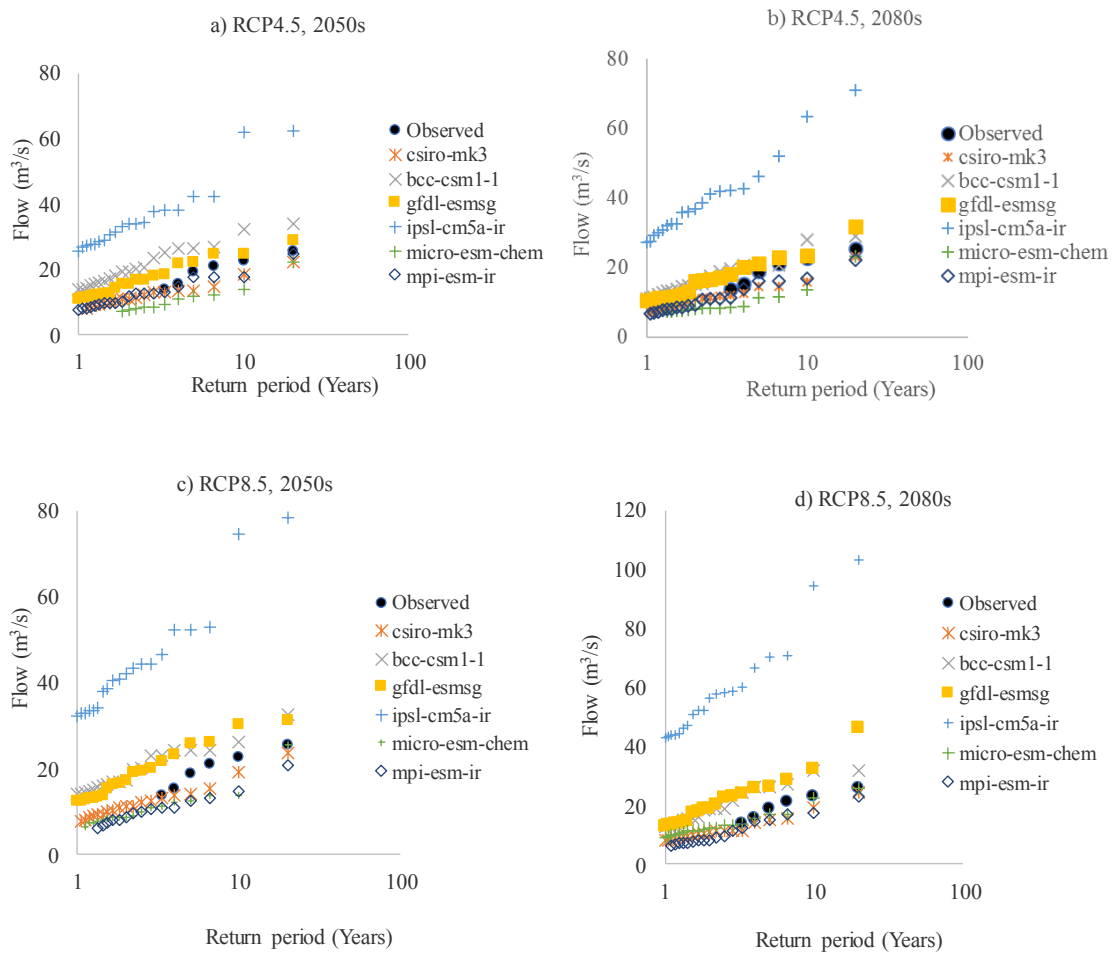 a) RCP4.5, 2050s
80
60
40
20
0
Flow (m³/s)
1
10
100
Return period (Years)
Observed
csiro-mk3
bcc-csm1-1
gfdl-esmsg
ipsl-cm5a-ir
micro-esm-chem
mpi-esm-ir
b) RCP4.5, 2080s
80
60
40
20
0
Flow (m³/s)
1
10
100
Return period (Years)
Observed
csiro-mk3
bcc-csm1-1
gfdl-esmsg
ipsl-cm5a-ir
micro-esm-chem
mpi-esm-ir
c) RCP8.5, 2050s
80
60
40
20
0
Flow (m³/s)
1
10
100
Return period (Years)
Observed
csiro-mk3
bcc-csm1-1
gfdl-esmsg
ipsl-cm5a-ir
micro-esm-chem
mpi-esm-ir
d) RCP8.5, 2080s
120
100
80
60
40
20
0
Flow (m³/s)
1
10
100
Return period (Years)
Observed
csiro-mk3
bcc-csm1-1
gfdl-esmsg
ipsl-cm5a-ir
micro-esm-chem
mpi-esm-ir